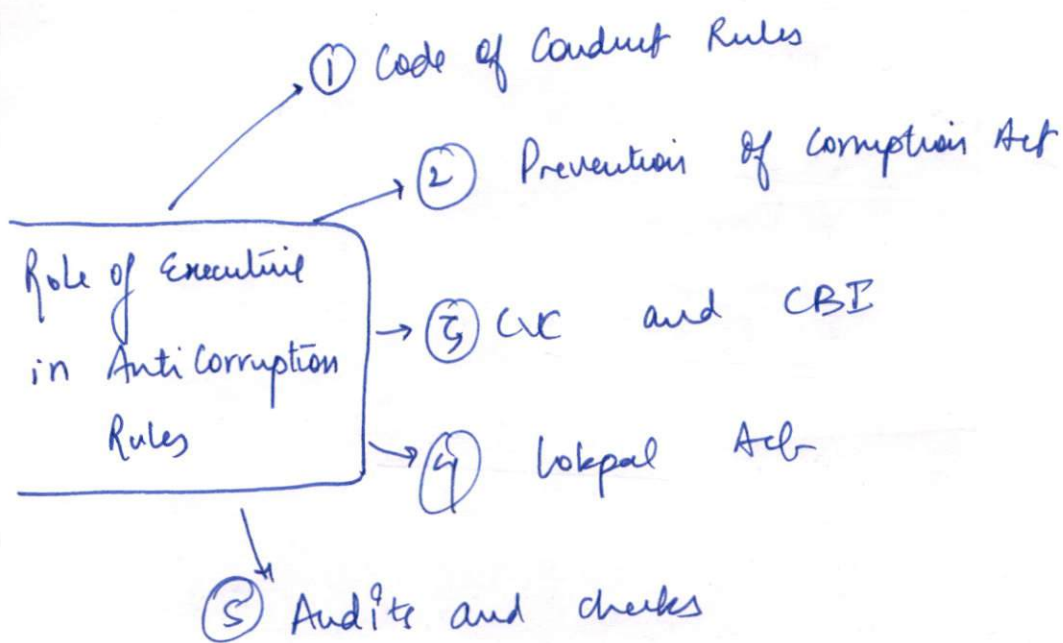 ① Code of Conduct Rules
② Prevention of Corruption Act
Role of Executive
in Anti Corruption
Rules
③ CVC and CBI
④ Lokpal Act
⑤ Audits and checks